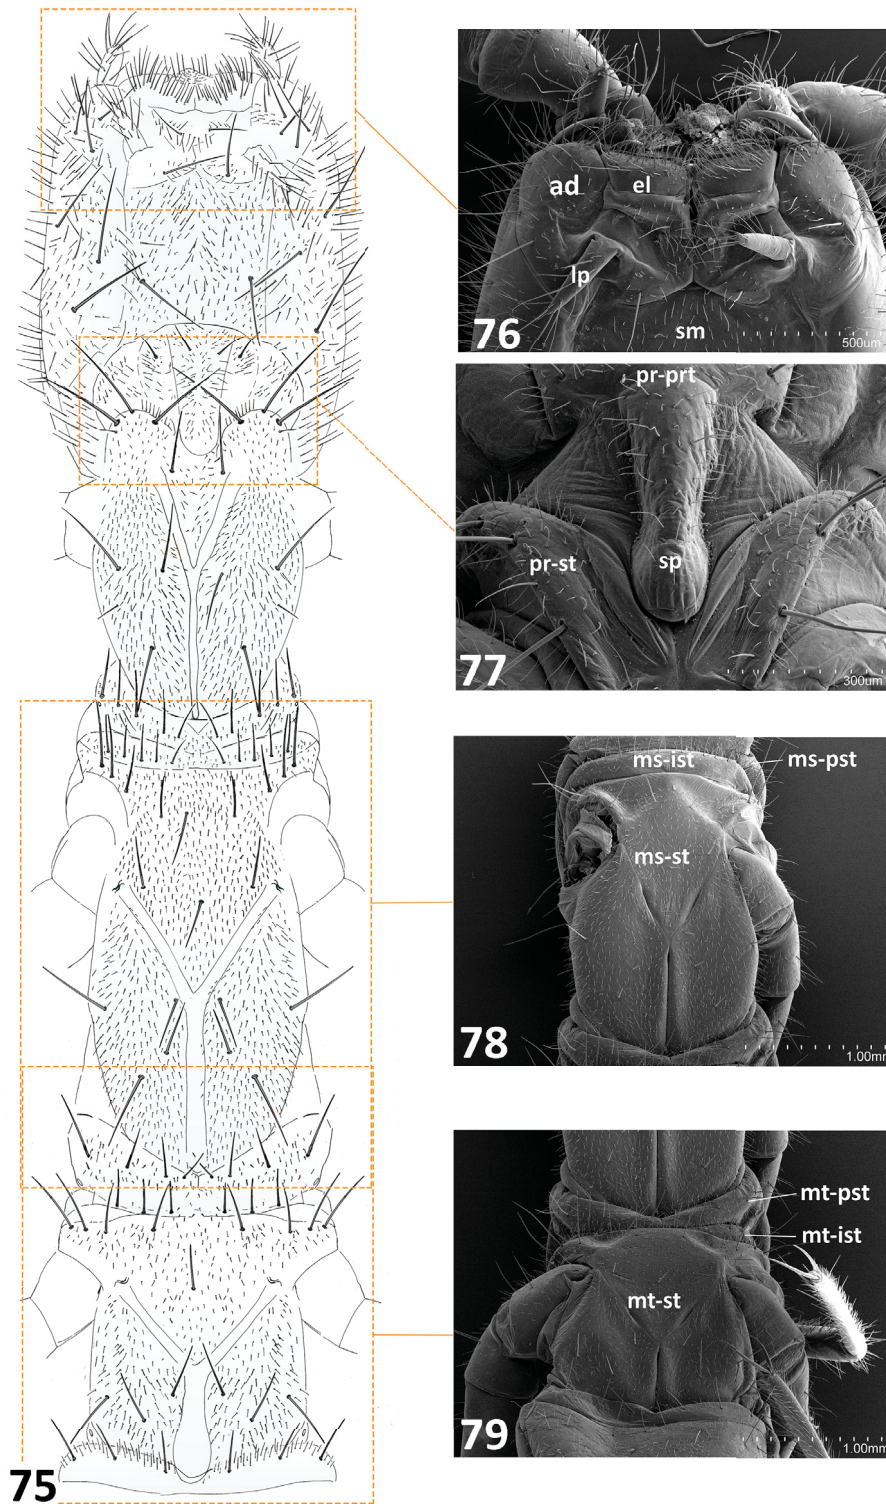 ad
el
lp
sm
76
500um
pr-prt
pr-st
sp
77
300um
ms-ist
ms-pst
ms-st
78
1.00mm
mt-pst
mt-ist
mt-st
79
1.00mm
75